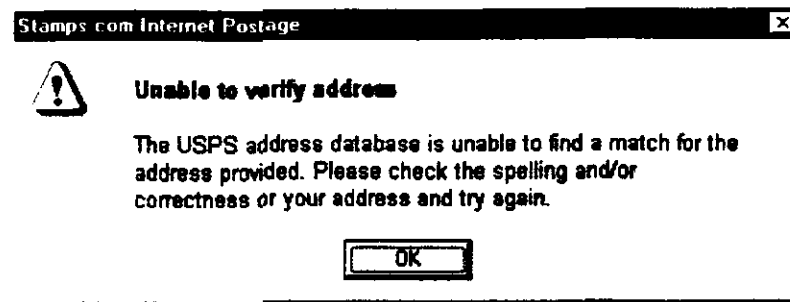 Stamps com Internet Postage
Unable to verify address
The USPS address database is unable to find a match for the
address provided. Please check the spelling and/or
correctness or your address and try again.
OK